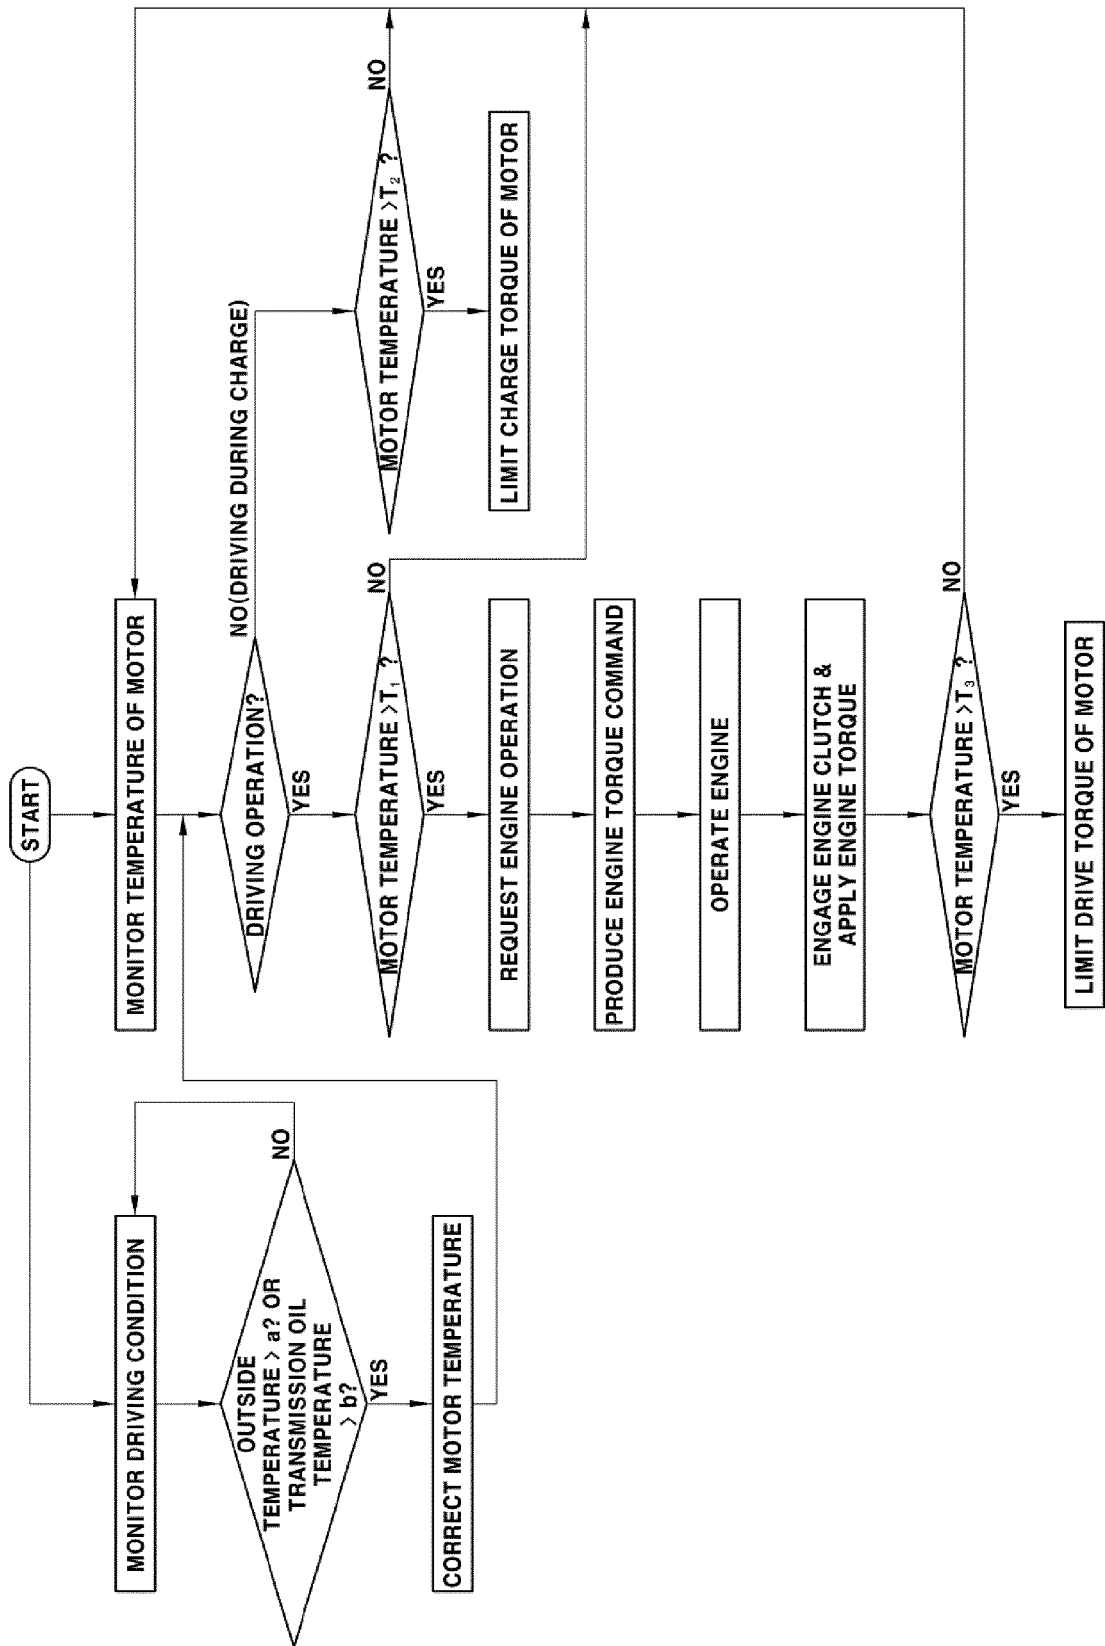 START
MONITOR DRIVING CONDITION
OUTSIDE
TEMPERATURE > a? OR
TRANSMISSION OIL
TEMPERATURE
> b?
NO
YES
CORRECT MOTOR TEMPERATURE
MONITOR TEMPERATURE OF MOTOR
DRIVING OPERATION?
NO(DRIVING DURING CHARGE)
YES
MOTOR TEMPERATURE >T₁ ?
NO
YES
REQUEST ENGINE OPERATION
PRODUCE ENGINE TORQUE COMMAND
OPERATE ENGINE
ENGAGE ENGINE CLUTCH &
APPLY ENGINE TORQUE
MOTOR TEMPERATURE >T₃ ?
NO
YES
LIMIT DRIVE TORQUE OF MOTOR
MOTOR TEMPERATURE >T₂ ?
NO
YES
LIMIT CHARGE TORQUE OF MOTOR